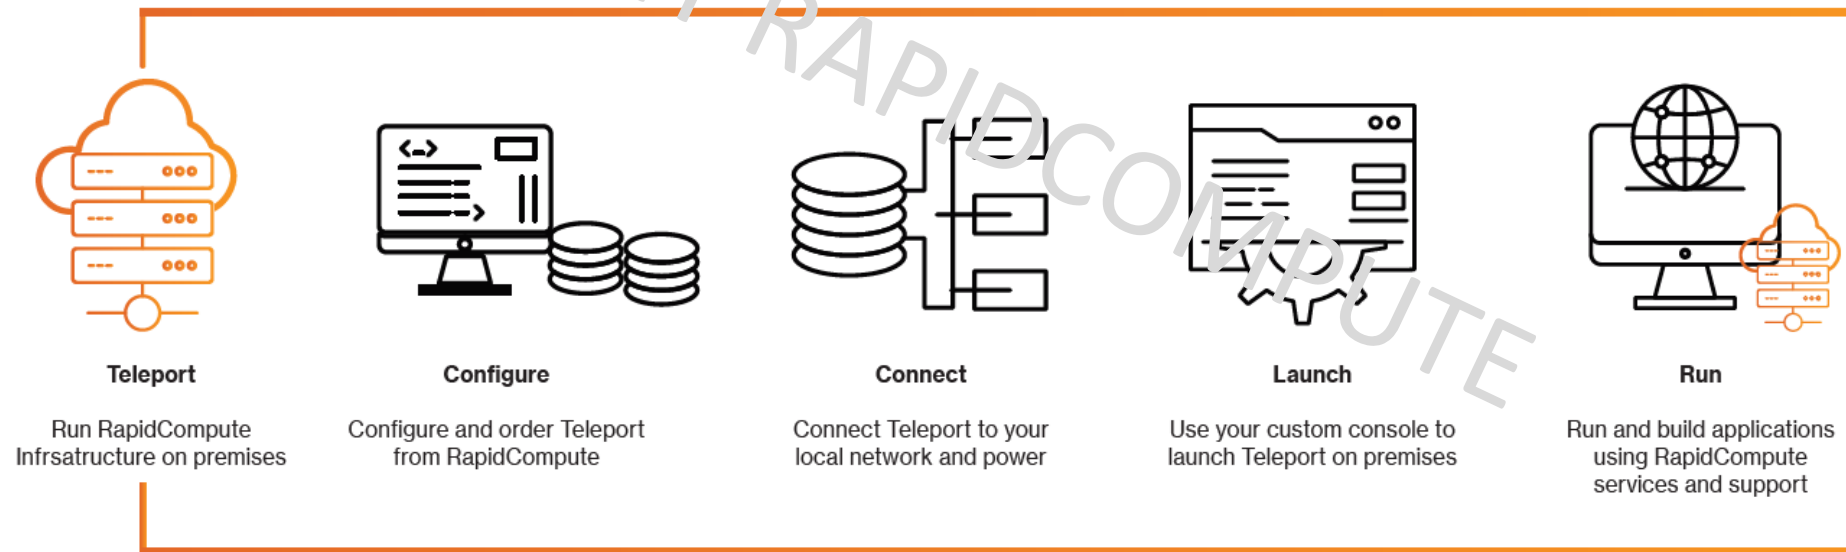 RAPIDCOMPUTE
Teleport
Run RapidCompute
Infrsatructure on premises
Configure
Configure and order Teleport
from RapidCompute
Connect
Connect Teleport to your
local network and power
Launch
Use your custom console to
launch Teleport on premises
Run
Run and build applications
using RapidCompute
services and support